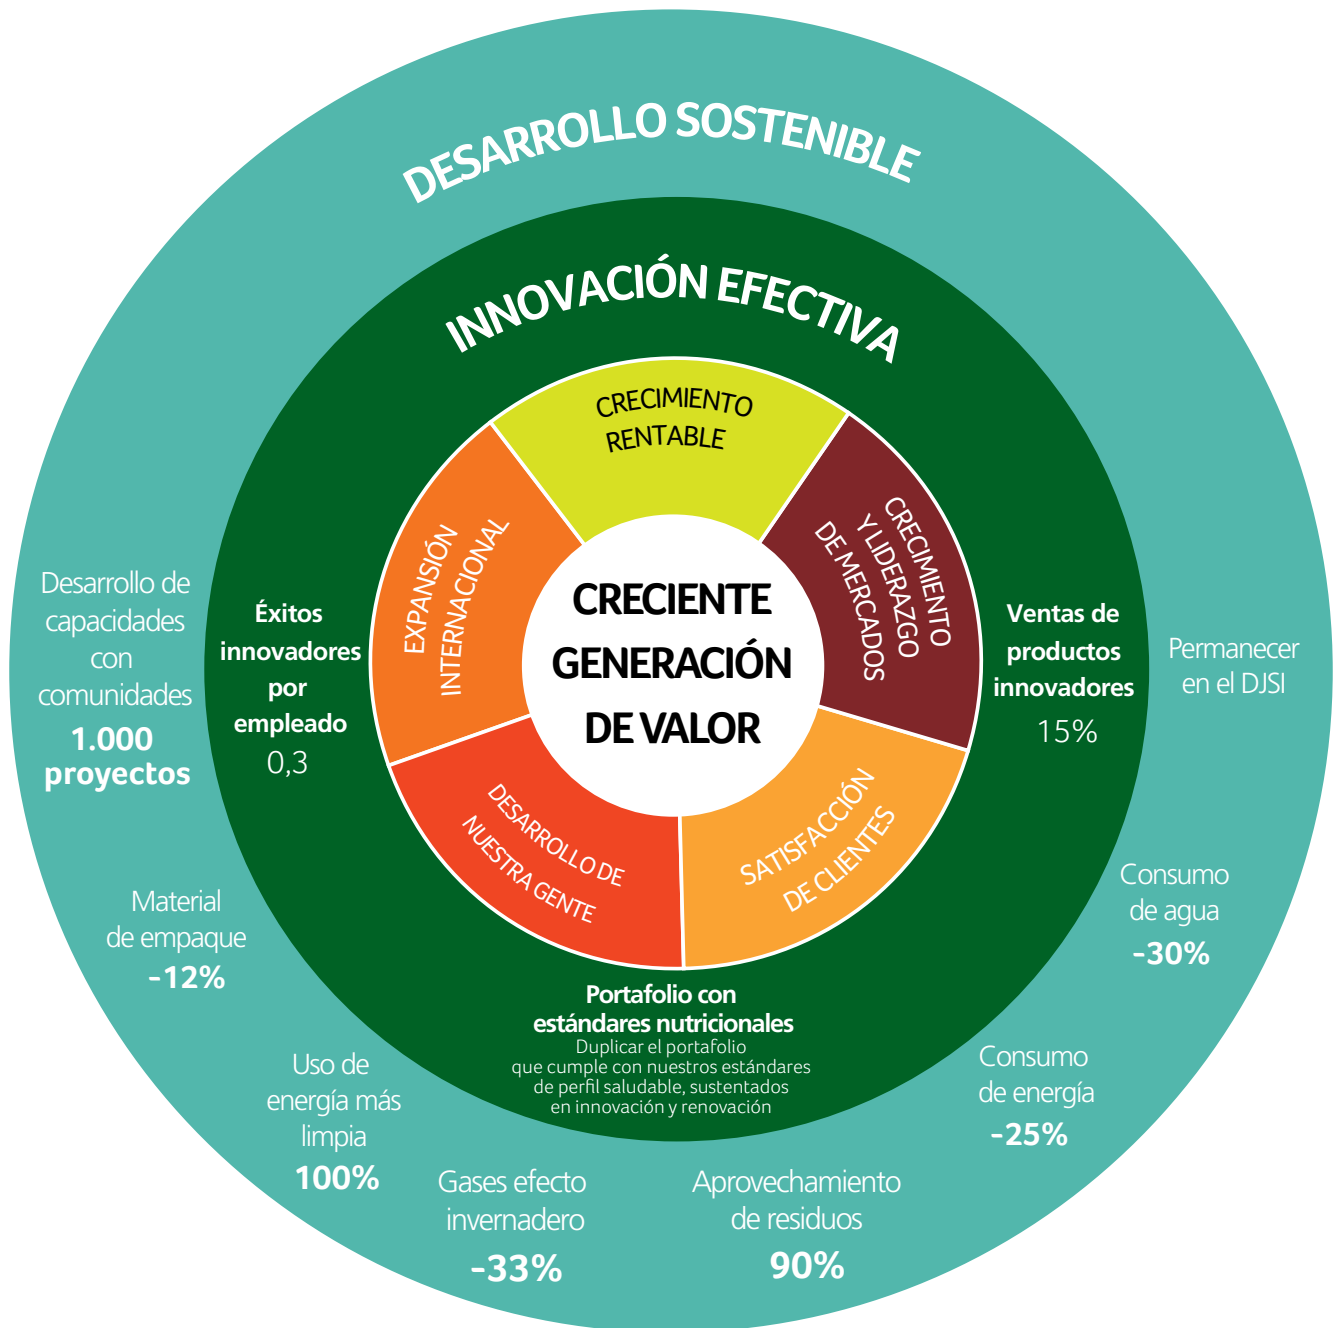 DESARROLLO SOSTENIBLE
INNOVACIÓN EFECTIVA
CRECIMIENTO
RENTABLE
CRECIMIENTO
Y LIDERAZGO
DE MERCADOS
SATISFACCIÓN
DE CLIENTES
DESARROLLO DE
NUESTRA GENTE
EXPANSIÓN
INTERNACIONAL
CRECIENTE
GENERACIÓN
DE VALOR
Éxitos
innovadores
por
empleado
0,3
Ventas de
productos
innovadores
15%
Portafolio con
estándares nutricionales
Duplicar el portafolio
que cumple con nuestros estándares
de perfil saludable, sustentados
en innovación y renovación
Desarrollo de
capacidades
con
comunidades
1.000
proyectos
Permanecer
en el DJSI
Material
de empaque
-12%
Consumo
de agua
-30%
Uso de
energía más
limpia
100%
Consumo
de energía
-25%
Gases efecto
invernadero
-33%
Aprovechamiento
de residuos
90%